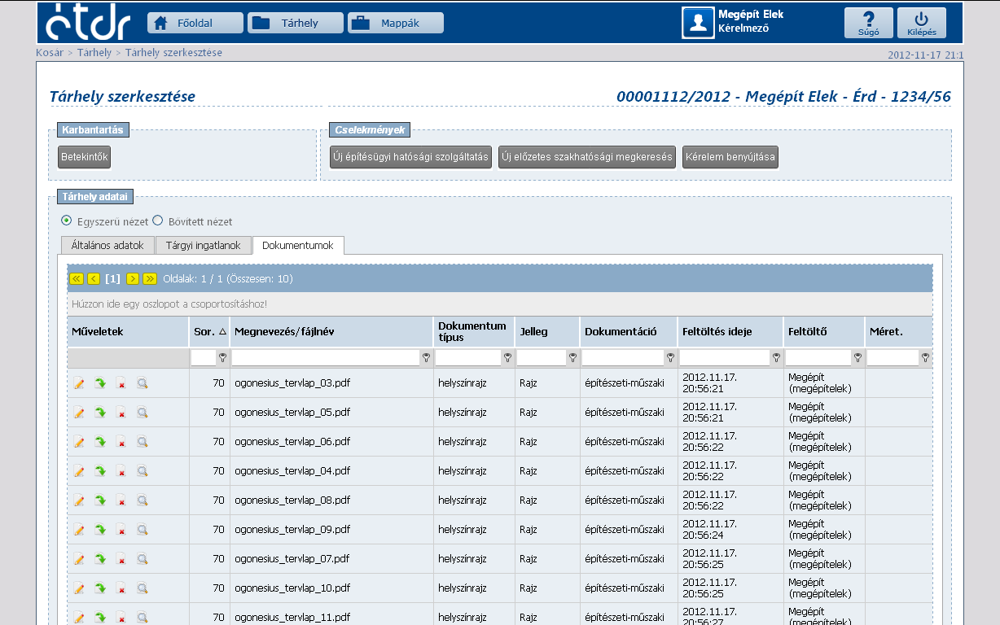 étdr
Főoldal Tárhely Mappák
Megépít Elek
Kérelmező
Súgó Kilépés
Kosár > Tárhely > Tárhely szerkesztése
2012-11-17 21:1
Tárhely szerkesztése
00001112/2012 - Megépít Elek - Érd - 1234/56
Karbantartás
Betekintők
Cselekmények
Új építésügyi hatósági szolgáltatás Új előzetes szakhatósági megkeresés Kérelem benyújtása
Tárhely adatai
Egyszerű nézet Bővített nézet
Általános adatok Tárgyi ingatlanok Dokumentumok
[1] Oldalak: 1 / 1 (Összesen: 10)
Húzzon ide egy oszlopot a csoportosításhoz!
Műveletek Sor. Megnevezés/fájlnév Dokumentum típus Jelleg Dokumentáció Feltöltés ideje Feltöltő Méret.
70 ogonesius_tervlap_03.pdf helyszínrajz Rajz építészeti-műszaki 2012.11.17. 20:56:21 Megépít (megépítelek)
70 ogonesius_tervlap_05.pdf helyszínrajz Rajz építészeti-műszaki 2012.11.17. 20:56:21 Megépít (megépítelek)
70 ogonesius_tervlap_06.pdf helyszínrajz Rajz építészeti-műszaki 2012.11.17. 20:56:22 Megépít (megépítelek)
70 ogonesius_tervlap_04.pdf helyszínrajz Rajz építészeti-műszaki 2012.11.17. 20:56:22 Megépít (megépítelek)
70 ogonesius_tervlap_08.pdf helyszínrajz Rajz építészeti-műszaki 2012.11.17. 20:56:22 Megépít (megépítelek)
70 ogonesius_tervlap_09.pdf helyszínrajz Rajz építészeti-műszaki 2012.11.17. 20:56:24 Megépít (megépítelek)
70 ogonesius_tervlap_07.pdf helyszínrajz Rajz építészeti-műszaki 2012.11.17. 20:56:25 Megépít (megépítelek)
70 ogonesius_tervlap_10.pdf helyszínrajz Rajz építészeti-műszaki 2012.11.17. 20:56:25 Megépít (megépítelek)
70 ogonesius_tervlap_11.pdf helyszínrajz Rajz építészeti-műszaki 2012.11.17. 20:56:27 Megépít (megépítelek)